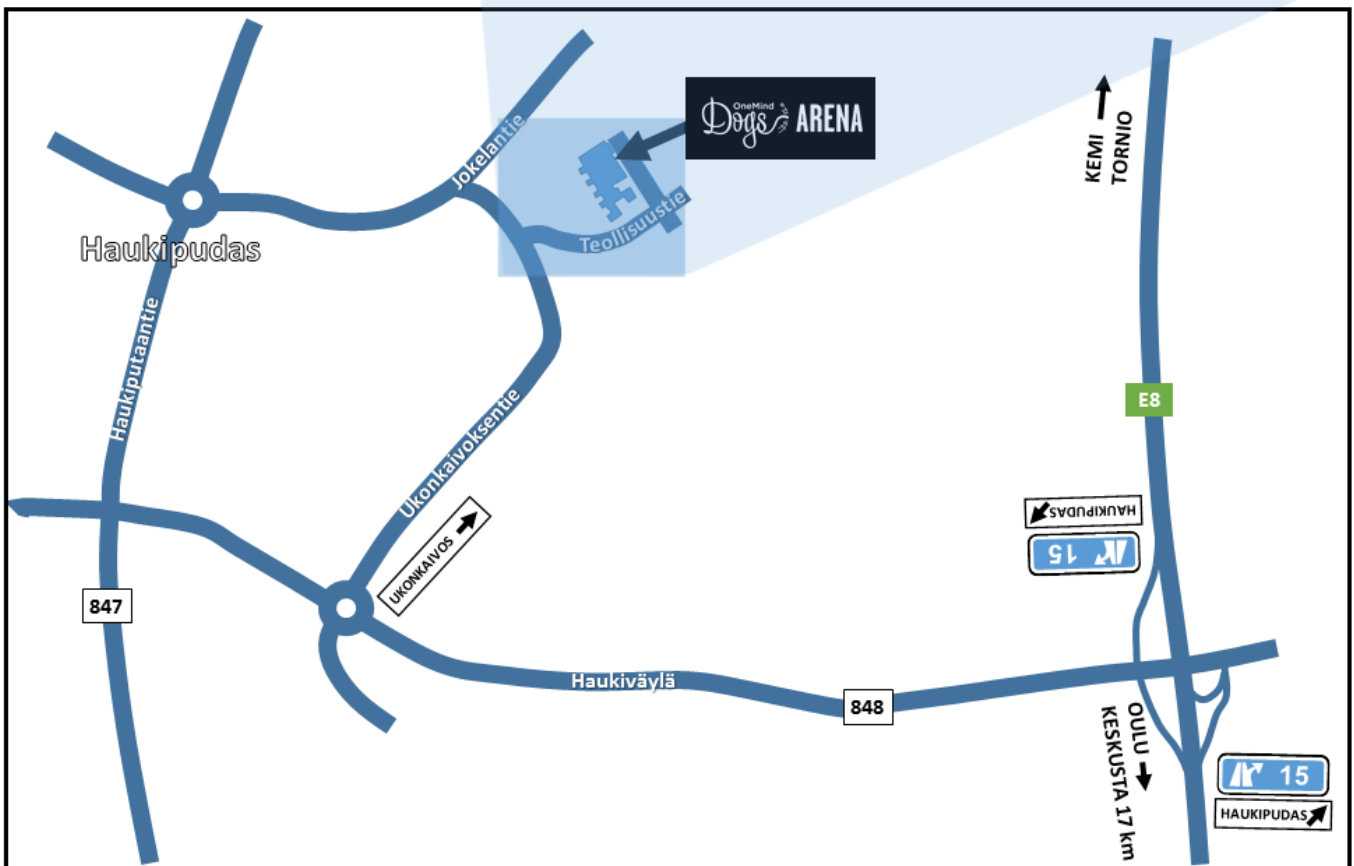 OneMind
Dogs ARENA
Jokelantie
KEMI
TORNIO
Teollisuustie
Haukipudas
Haukiputaantie
E8
Ukonkaivoksentie
HAUKIPUDAS
15
UKONKAIVOS
847
Haukiväylä
848
OULU
KESKUSTA 17 km
15
HAUKIPUDAS